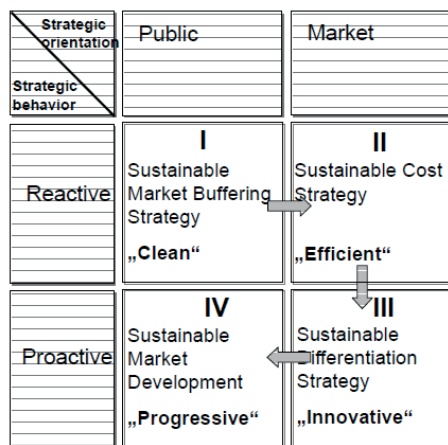 Strategic
orientation
Strategic
behavior
Public
Market
Reactive
I
Sustainable
Market Buffering
Strategy
„Clean“
II
Sustainable Cost
Strategy
„Efficient“
Proactive
IV
Sustainable
Market
Development
„Progressive“
III
Sustainable
Differentiation
Strategy
„Innovative“